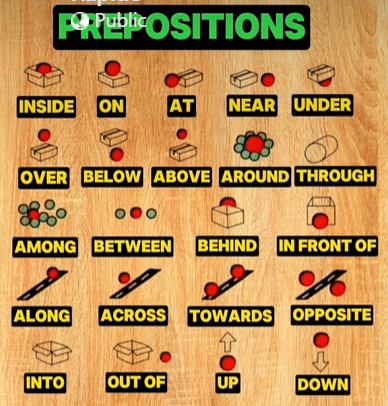 PREPOSITIONS
Public
INSIDE ON AT NEAR UNDER
OVER BELOW ABOVE AROUND THROUGH
AMONG BETWEEN BEHIND IN FRONT OF
ALONG ACROSS TOWARDS OPPOSITE
INTO OUT OF UP DOWN